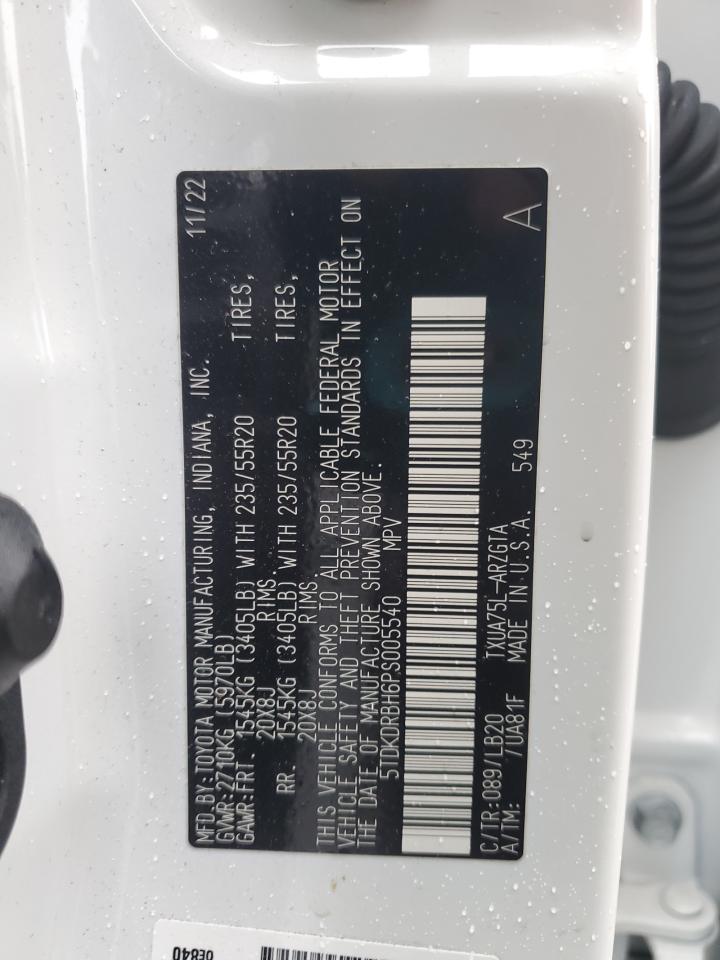 MFD.BY:TOYOTA MOTOR MANUFACTURING, INDIANA, INC. 11/22
GVWR:2710KG (5970LB)
GAWR:FRT. 1545KG (3405LB) WITH 235/55R20 TIRES,
20X8J RIMS.
RR. 1545KG (3405LB) WITH 235/55R20 TIRES,
20X8J RIMS.
THIS VEHICLE CONFORMS TO ALL APPLICABLE FEDERAL MOTOR
VEHICLE SAFETY AND THEFT PREVENTION STANDARDS IN EFFECT ON
THE DATE OF MANUFACTURE SHOWN ABOVE.
5TDKDRBH6PS005540 MPV
C/TR:089/LB20 TXUA75L-ARZGTA
A/TM: /UA81F MADE IN U.S.A. 549 A
0E840